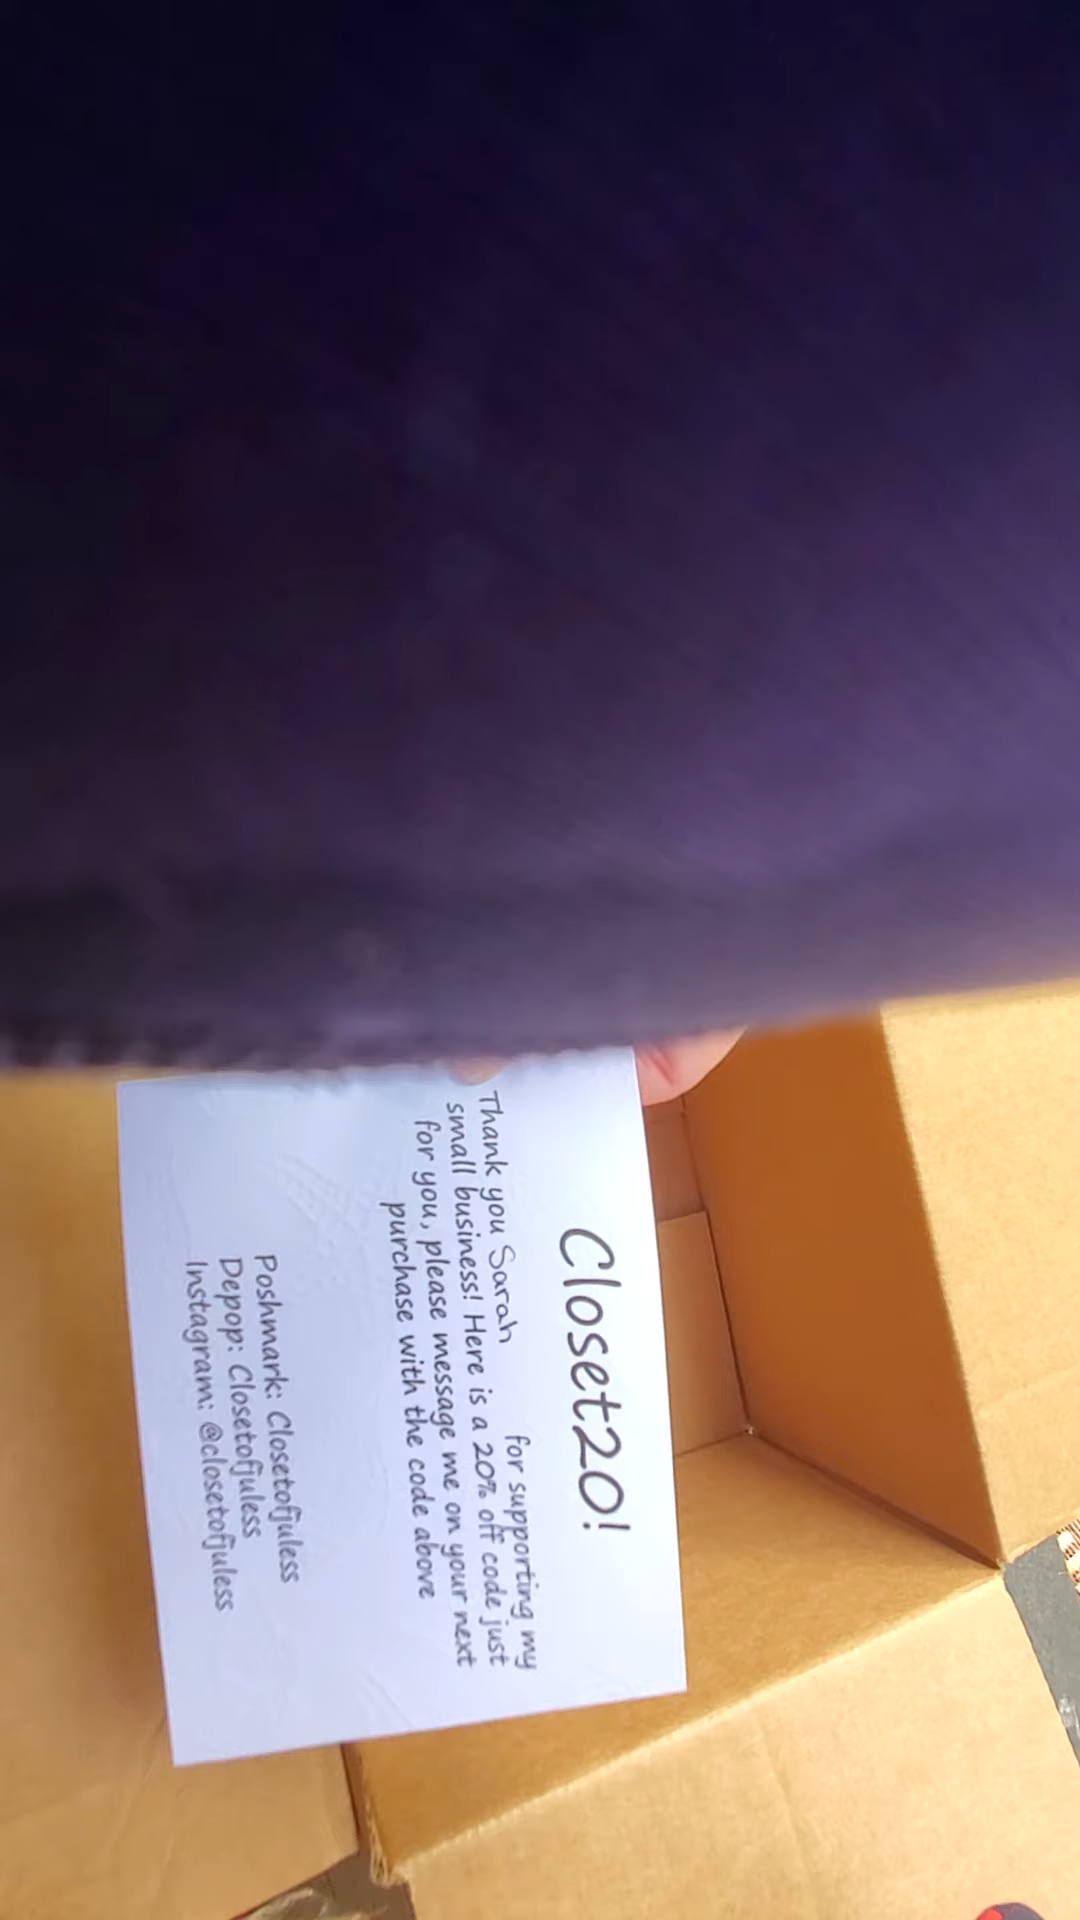 Closet20!
Thank you Sarah for supporting my
small business! Here is a 20% off code just
for you, please message me on your next
purchase with the code above
Poshmark: Closetofjuless
Depop: Closetofjuless
Instagram: @closetofjuless